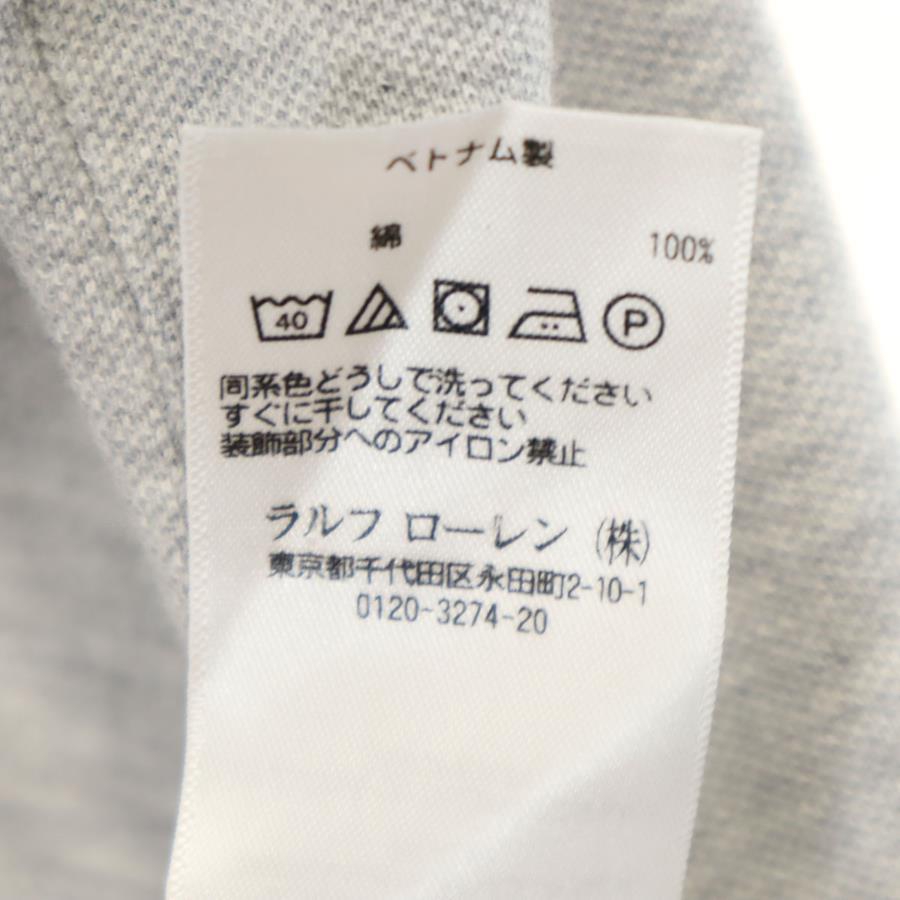 ベトナム製
綿 100%
40 P
同系色どうしで洗ってください
すぐに干してください
装飾部分へのアイロン禁止
ラルフ ローレン (株)
東京都千代田区永田町2-10-1
0120-3274-20